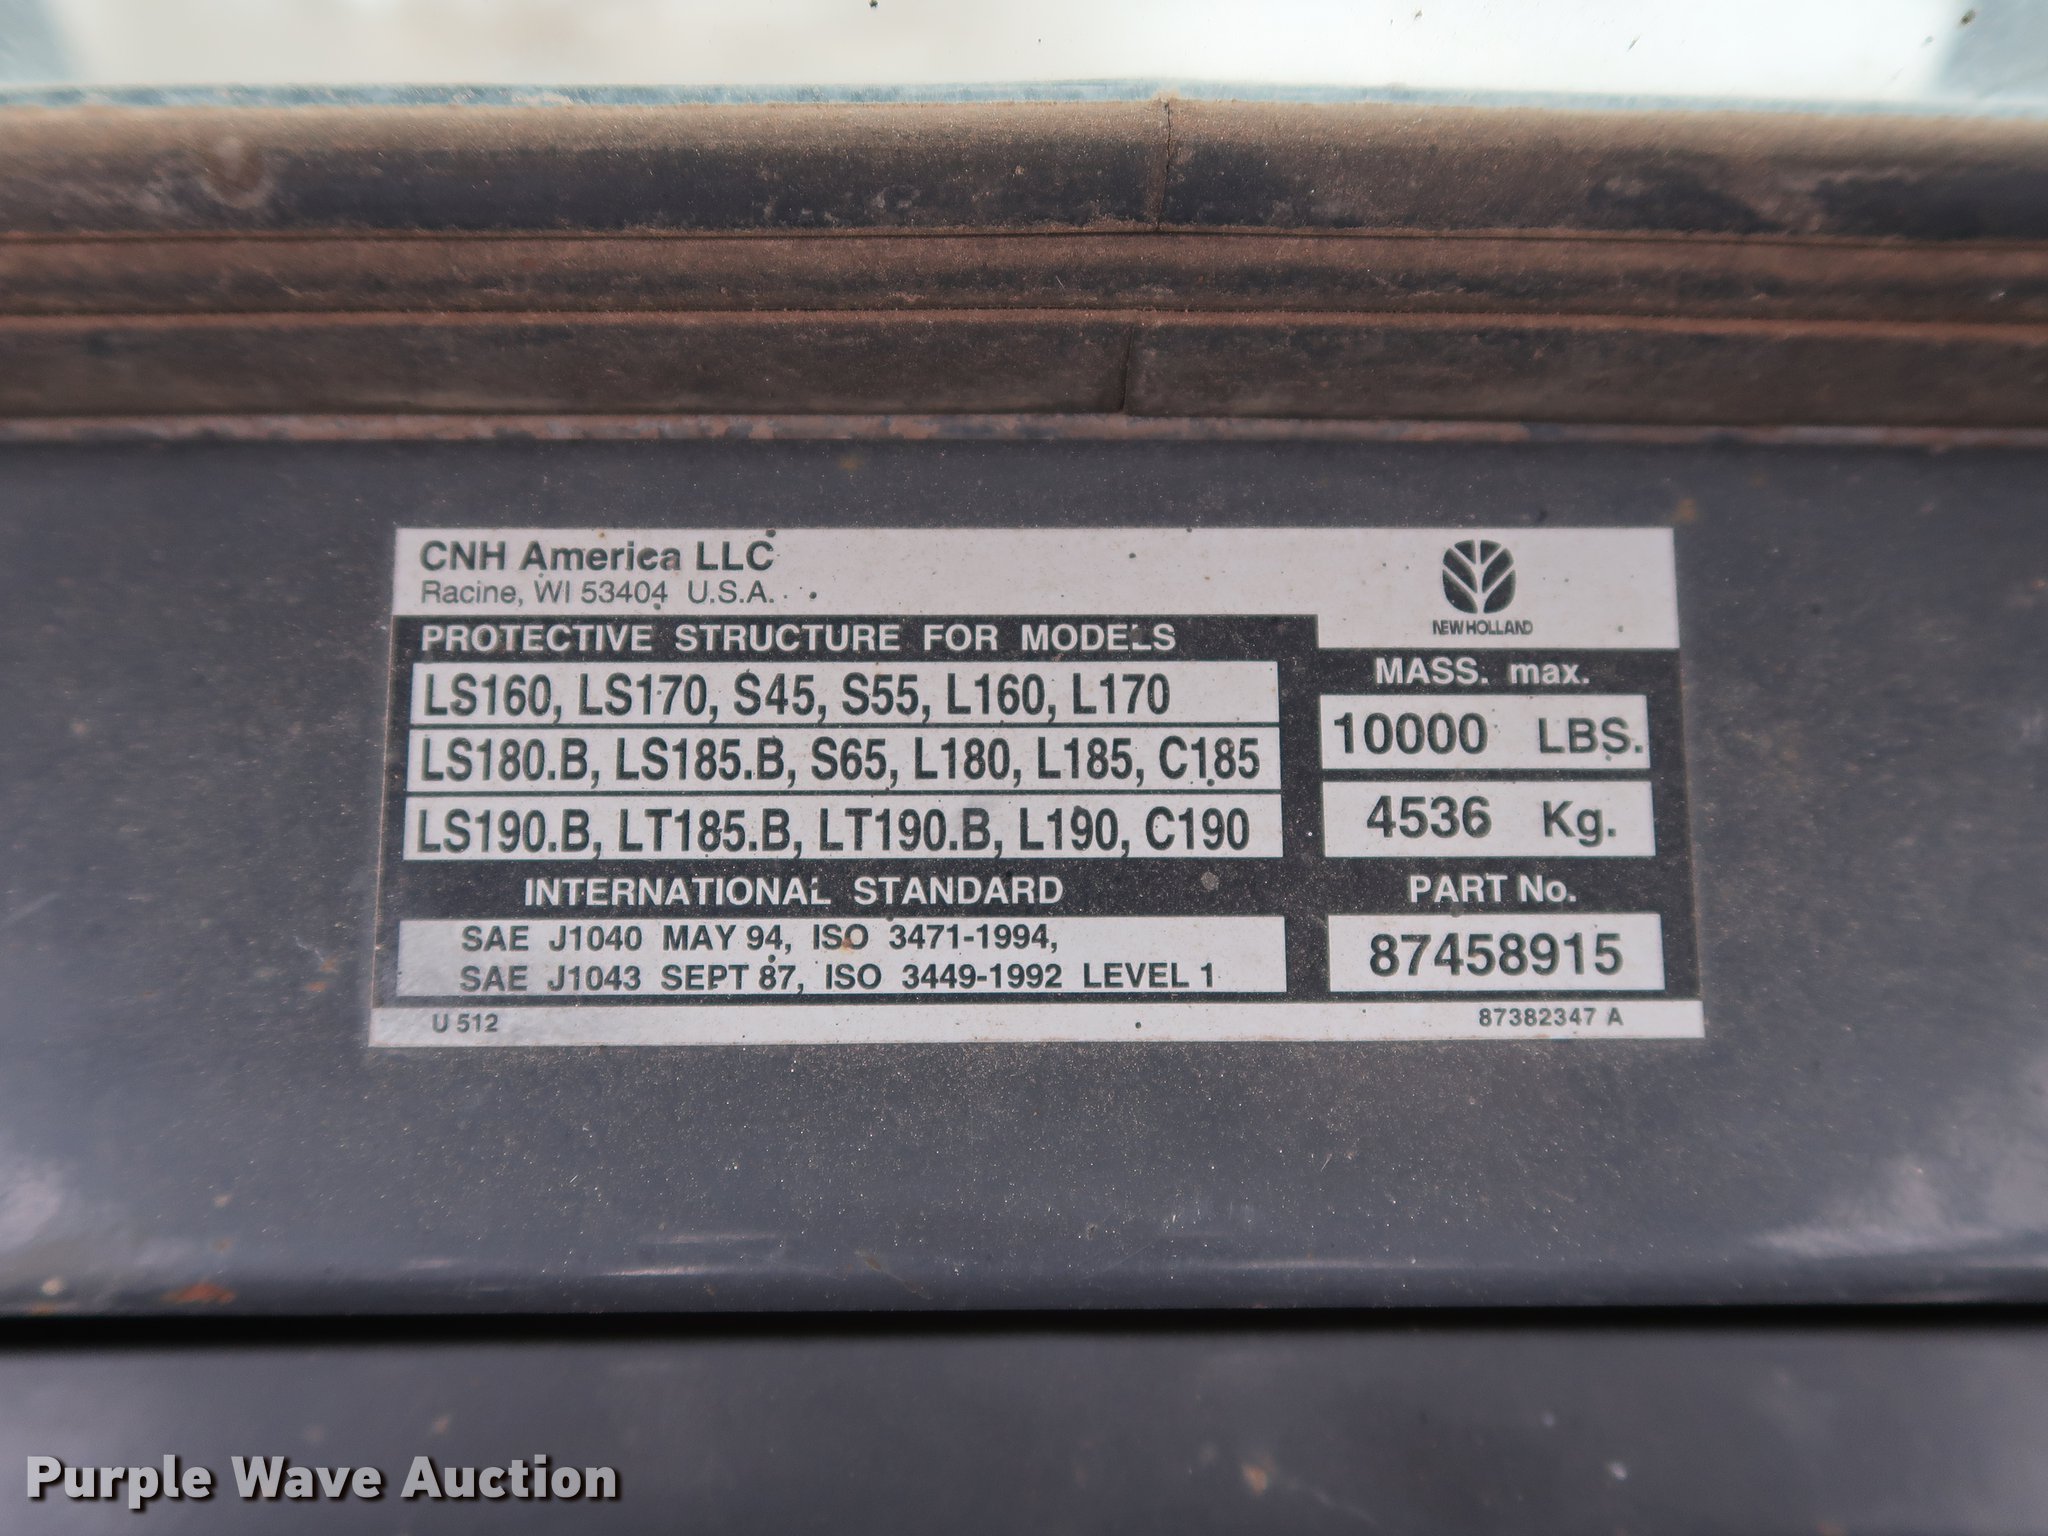 CNH America LLC
Racine, WI 53404 U.S.A.
NEW HOLLAND
PROTECTIVE STRUCTURE FOR MODELS
LS160, LS170, S45, S55, L160, L170
LS180.B, LS185.B, S65, L180, L185, C185
LS190.B, LT185.B, LT190.B, L190, C190
MASS. max.
10000 LBS.
4536 Kg.
INTERNATIONAL STANDARD
SAE J1040 MAY 94, ISO 3471-1994,
SAE J1043 SEPT 87, ISO 3449-1992 LEVEL 1
PART No.
87458915
U 512
87382347 A
Purple Wave Auction